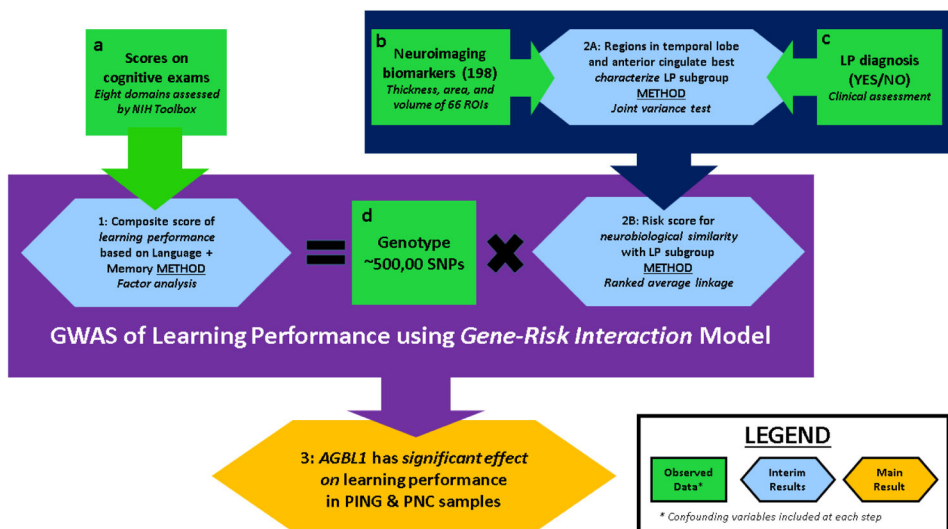 a
Scores on
cognitive exams
Eight domains assessed
by NIH Toolbox
b
Neuroimaging
biomarkers (198)
Thickness, area, and
volume of 66 ROIs
2A: Regions in temporal lobe
and anterior cingulate best
characterize LP subgroup
METHOD
Joint variance test
c
LP diagnosis
(YES/NO)
Clinical assessment
1: Composite score of
learning performance
based on Language +
Memory METHOD
Factor analysis
=
d
Genotype
~500,00 SNPs
×
2B: Risk score for
neurobiological similarity
with LP subgroup
METHOD
Ranked average linkage
GWAS of Learning Performance using Gene-Risk Interaction Model
3: AGBL1 has significant effect
on learning performance
in PING & PNC samples
LEGEND
Observed
Data*
Interim
Results
Main
Result
* Confounding variables included at each step